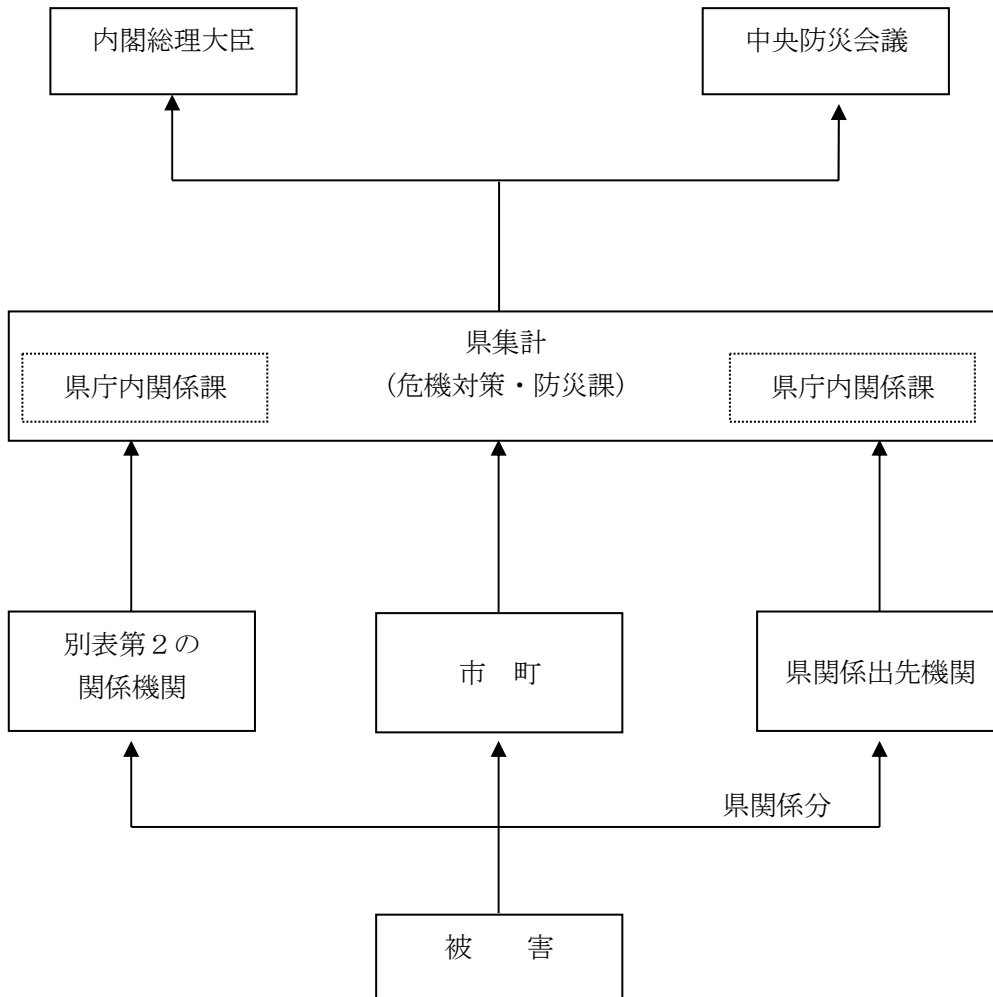 内閣総理大臣
中央防災会議
県集計
(危機対策・防災課)
県庁内関係課
県庁内関係課
別表第２の
関係機関
市　町
県関係出先機関
県関係分
被　　害